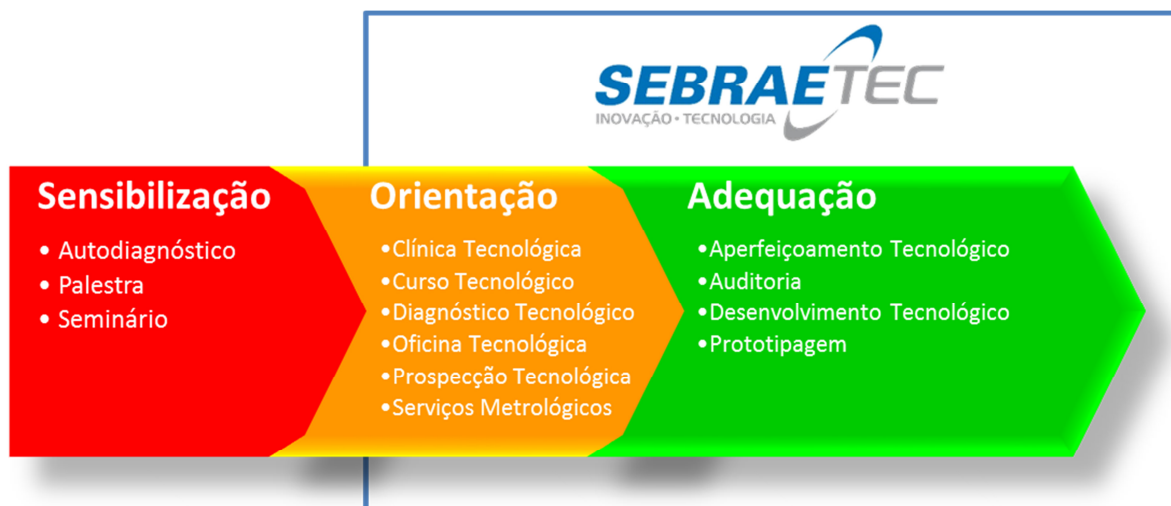 SEBRAETEC
INOVAÇÃO • TECNOLOGIA
Sensibilização
• Autodiagnóstico
• Palestra
• Seminário
Orientação
•Clínica Tecnológica
•Curso Tecnológico
•Diagnóstico Tecnológico
•Oficina Tecnológica
•Prospecção Tecnológica
•Serviços Metrológicos
Adequação
•Aperfeiçoamento Tecnológico
•Auditoria
•Desenvolvimento Tecnológico
•Prototipagem